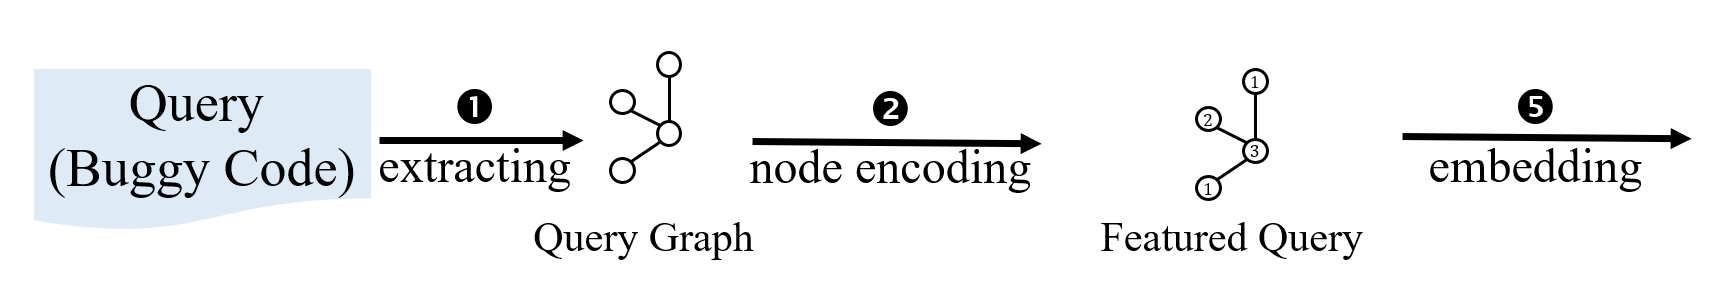 Query
(Buggy Code)
❶
extracting
Query Graph
❷
node encoding
1
2
3
1
Featured Query
❺
embedding